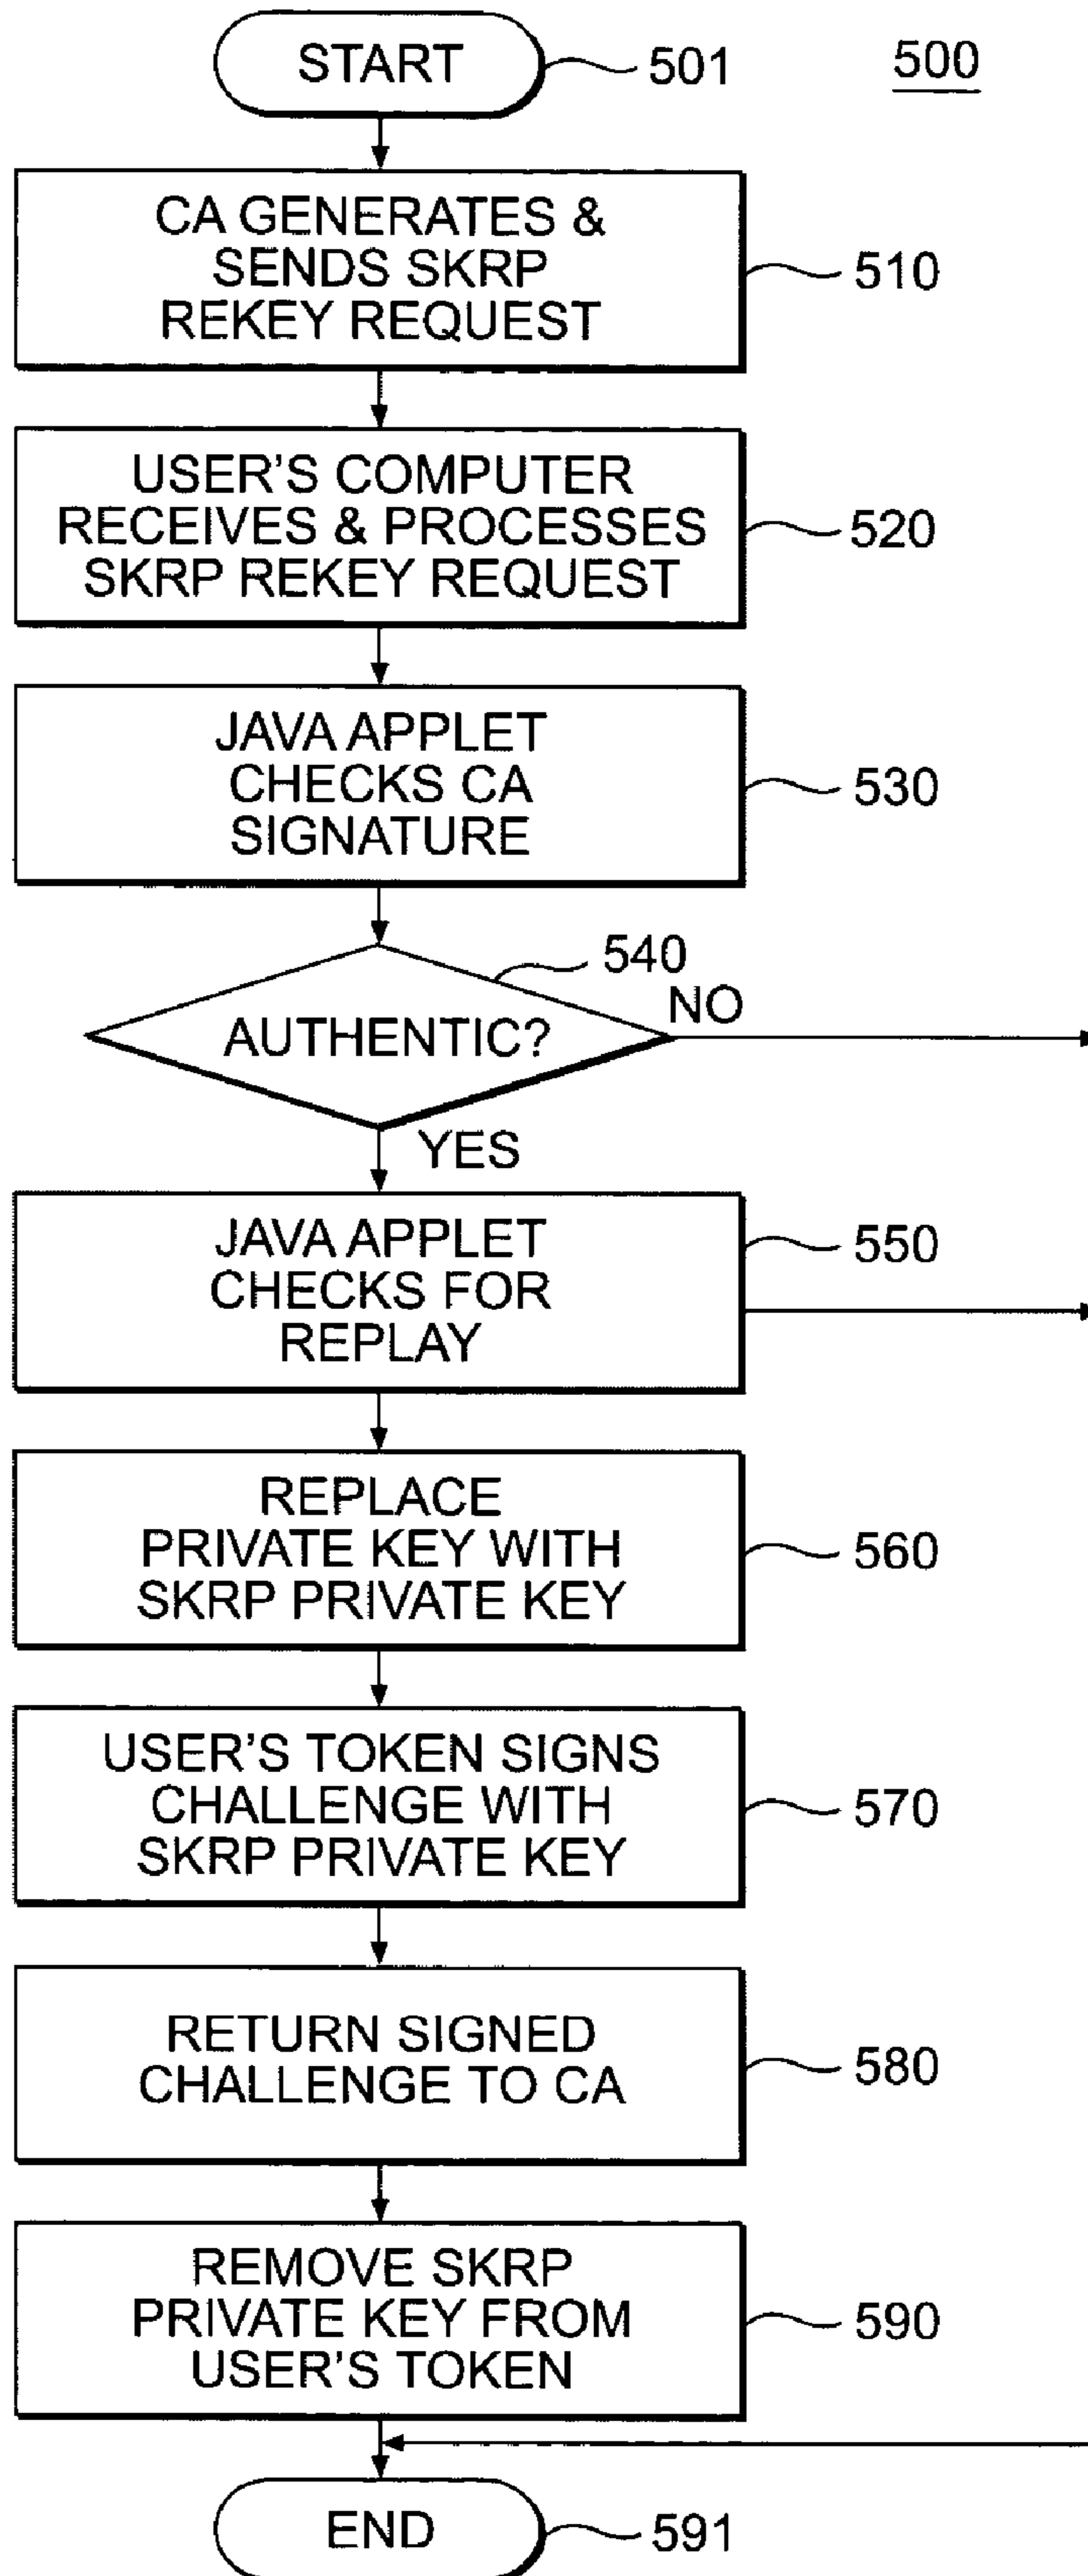 START
501
500
CA GENERATES &
SENDS SKRP
REKEY REQUEST
510
USER'S COMPUTER
RECEIVES & PROCESSES
SKRP REKEY REQUEST
520
JAVA APPLET
CHECKS CA
SIGNATURE
530
540
AUTHENTIC?
NO
YES
JAVA APPLET
CHECKS FOR
REPLAY
550
REPLACE
PRIVATE KEY WITH
SKRP PRIVATE KEY
560
USER'S TOKEN SIGNS
CHALLENGE WITH
SKRP PRIVATE KEY
570
RETURN SIGNED
CHALLENGE TO CA
580
REMOVE SKRP
PRIVATE KEY FROM
USER'S TOKEN
590
END
591